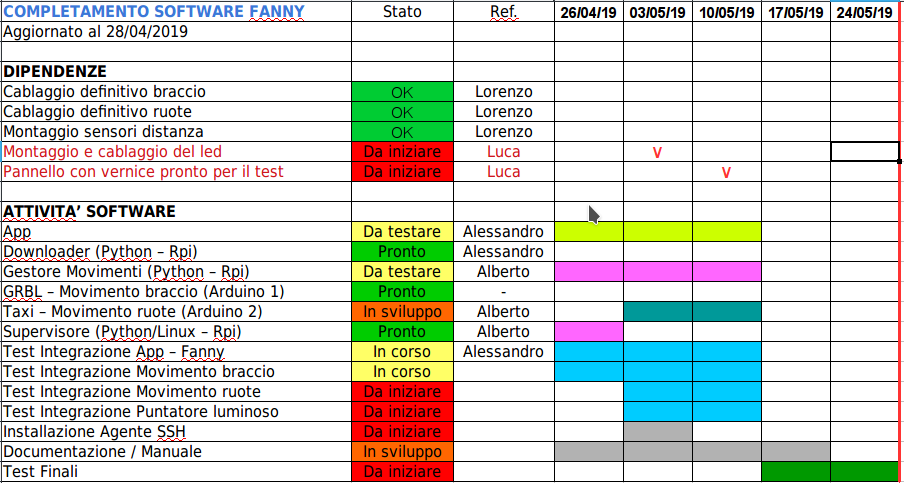 COMPLETAMENTO SOFTWARE FANNY Stato Ref. 26/04/19 03/05/19 10/05/19 17/05/19 24/05/19
Aggiornato al 28/04/2019
DIPENDENZE
Cablaggio definitivo braccio OK Lorenzo
Cablaggio definitivo ruote OK Lorenzo
Montaggio sensori distanza OK Lorenzo
Montaggio e cablaggio del led Da iniziare Luca V
Pannello con vernice pronto per il test Da iniziare Luca V
ATTIVITA’ SOFTWARE
App Da testare Alessandro
Downloader (Python – Rpi) Pronto Alessandro
Gestore Movimenti (Python – Rpi) Da testare Alberto
GRBL – Movimento braccio (Arduino 1) Pronto -
Taxi – Movimento ruote (Arduino 2) In sviluppo Alberto
Supervisore (Python/Linux – Rpi) Pronto Alberto
Test Integrazione App – Fanny In corso Alessandro
Test Integrazione Movimento braccio In corso
Test Integrazione Movimento ruote Da iniziare
Test Integrazione Puntatore luminoso Da iniziare
Installazione Agente SSH Da iniziare
Documentazione / Manuale In sviluppo
Test Finali Da iniziare